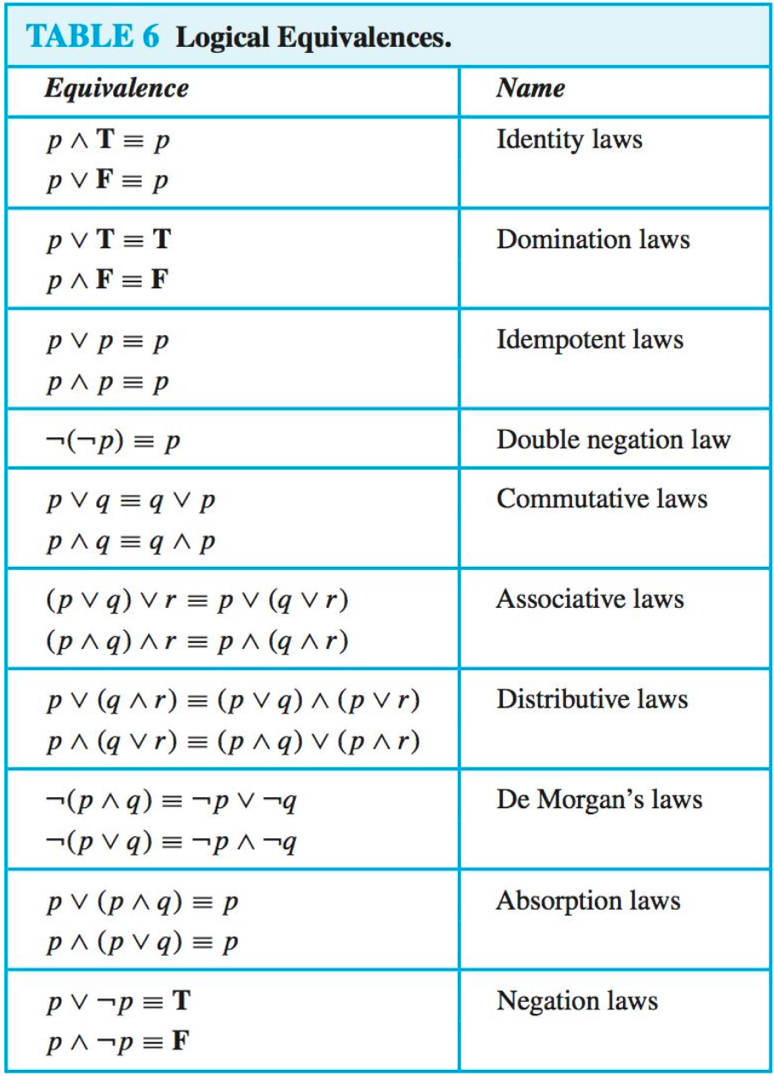 TABLE 6 Logical Equivalences.
Equivalence Name
p ∧ T ≡ p Identity laws
p ∨ F ≡ p
p ∨ T ≡ T Domination laws
p ∧ F ≡ F
p ∨ p ≡ p Idempotent laws
p ∧ p ≡ p
¬(¬p) ≡ p Double negation law
p ∨ q ≡ q ∨ p Commutative laws
p ∧ q ≡ q ∧ p
(p ∨ q) ∨ r ≡ p ∨ (q ∨ r) Associative laws
(p ∧ q) ∧ r ≡ p ∧ (q ∧ r)
p ∨ (q ∧ r) ≡ (p ∨ q) ∧ (p ∨ r) Distributive laws
p ∧ (q ∨ r) ≡ (p ∧ q) ∨ (p ∧ r)
¬(p ∧ q) ≡ ¬p ∨ ¬q De Morgan’s laws
¬(p ∨ q) ≡ ¬p ∧ ¬q
p ∨ (p ∧ q) ≡ p Absorption laws
p ∧ (p ∨ q) ≡ p
p ∨ ¬p ≡ T Negation laws
p ∧ ¬p ≡ F